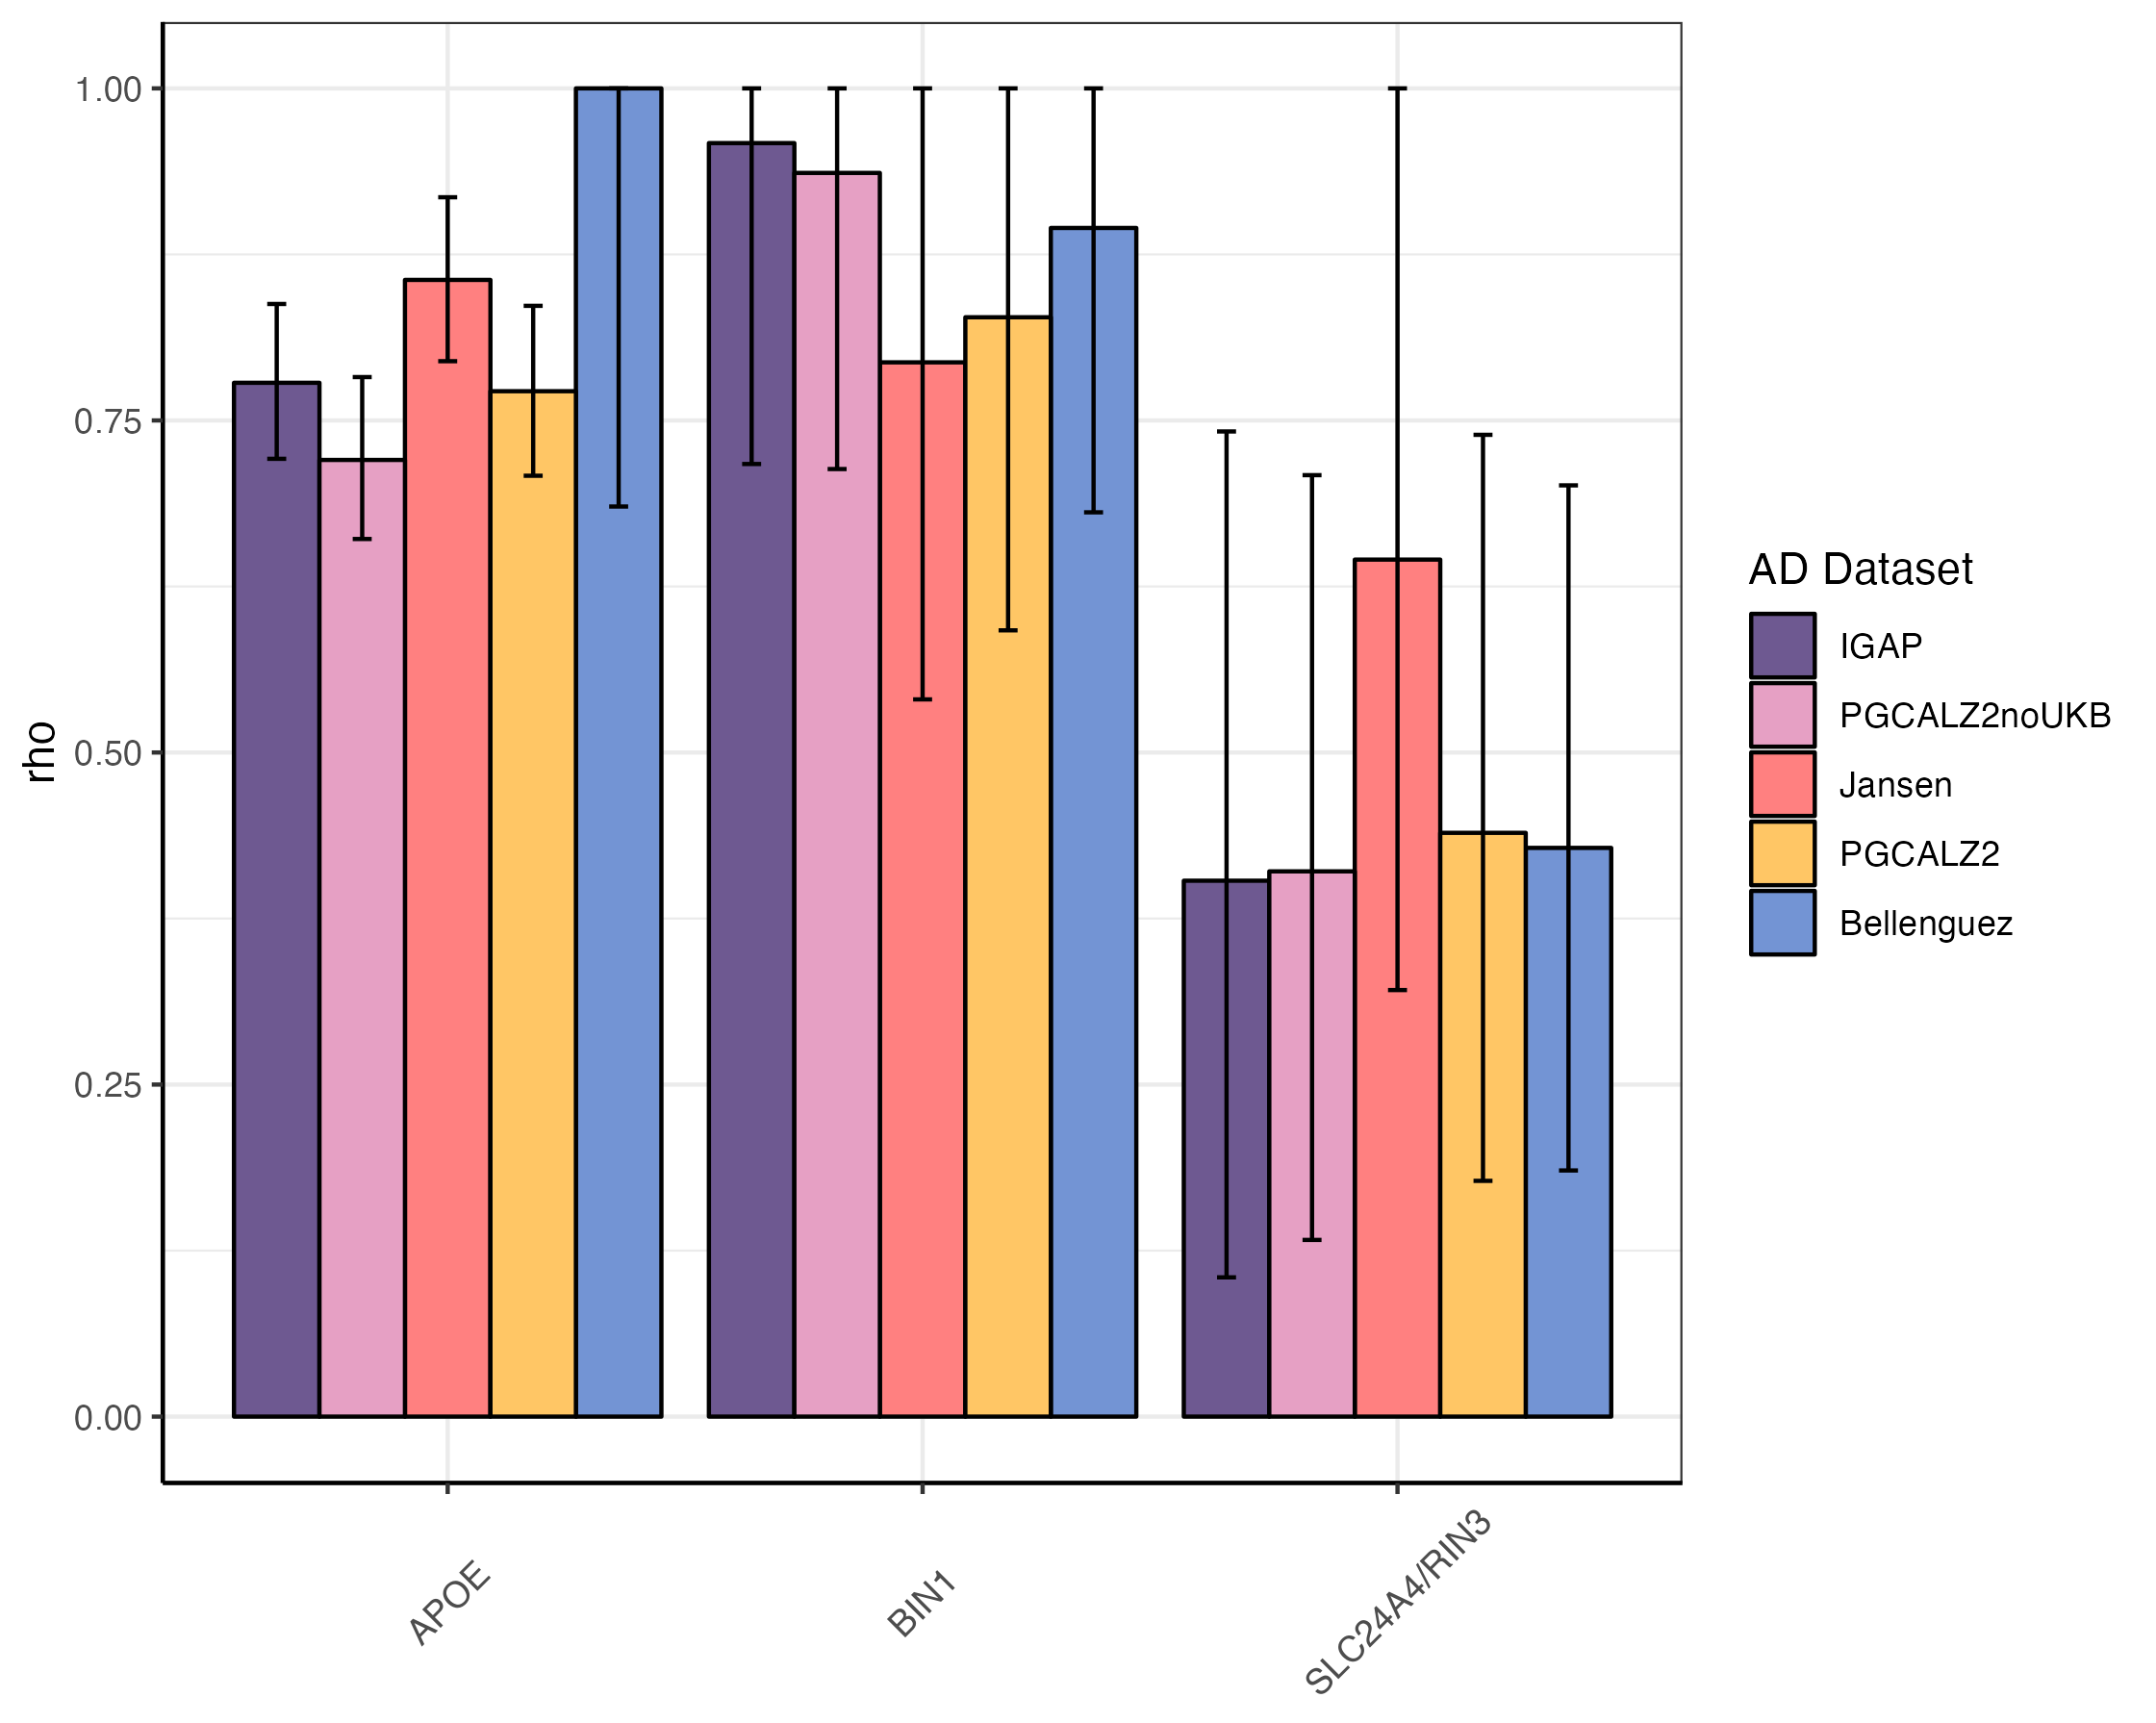 1.00
0.75
0.50
0.25
0.00
rho
APOE
BIN1
SLC24A4/RIN3
AD Dataset
IGAP
PGCALZ2noUKB
Jansen
PGCALZ2
Bellenguez